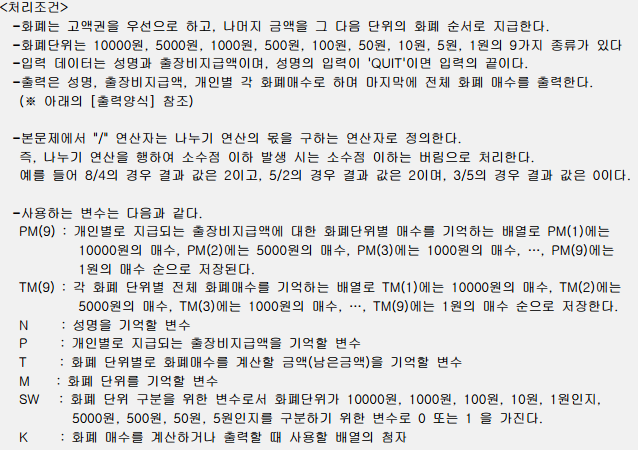 <처리조건>
-화폐는 고액권을 우선으로 하고, 나머지 금액을 그 다음 단위의 화폐 순서로 지급한다.
-화폐단위는 10000원, 5000원, 1000원, 500원, 100원, 50원, 10원, 5원, 1원의 9가지 종류가 있다
-입력 데이터는 성명과 출장비지급액이며, 성명의 입력이 'QUIT'이면 입력의 끝이다.
-출력은 성명, 출장비지급액, 개인별 각 화폐매수로 하며 마지막에 전체 화폐 매수를 출력한다.
(※ 아래의 [출력양식] 참조)
-본문제에서 "/" 연산자는 나누기 연산의 몫을 구하는 연산자로 정의한다.
즉, 나누기 연산을 행하여 소수점 이하 발생 시는 소수점 이하는 버림으로 처리한다.
예를 들어 8/4의 경우 결과 값은 2이고, 5/2의 경우 결과 값은 2이며, 3/5의 경우 결과 값은 0이다.
-사용하는 변수는 다음과 같다.
PM(9) : 개인별로 지급되는 출장비지급액에 대한 화폐단위별 매수를 기억하는 배열로 PM(1)에는
10000원의 매수, PM(2)에는 5000원의 매수, PM(3)에는 1000원의 매수, …, PM(9)에는
1원의 매수 순으로 저장된다.
TM(9) : 각 화폐 단위별 전체 화폐매수를 기억하는 배열로 TM(1)에는 10000원의 매수, TM(2)에는
5000원의 매수, TM(3)에는 1000원의 매수, …, TM(9)에는 1원의 매수 순으로 저장한다.
N : 성명을 기억할 변수
P : 개인별로 지급되는 출장비지급액을 기억할 변수
T : 화폐 단위별로 화폐매수를 계산할 금액(남은금액)을 기억할 변수
M : 화폐 단위를 기억할 변수
SW : 화폐 단위 구분을 위한 변수로서 화폐단위가 10000원, 1000원, 100원, 10원, 1원인지,
5000원, 500원, 50원, 5원인지를 구분하기 위한 변수로 0 또는 1 을 가진다.
K : 화폐 매수를 계산하거나 출력할 때 사용할 배열의 첨자